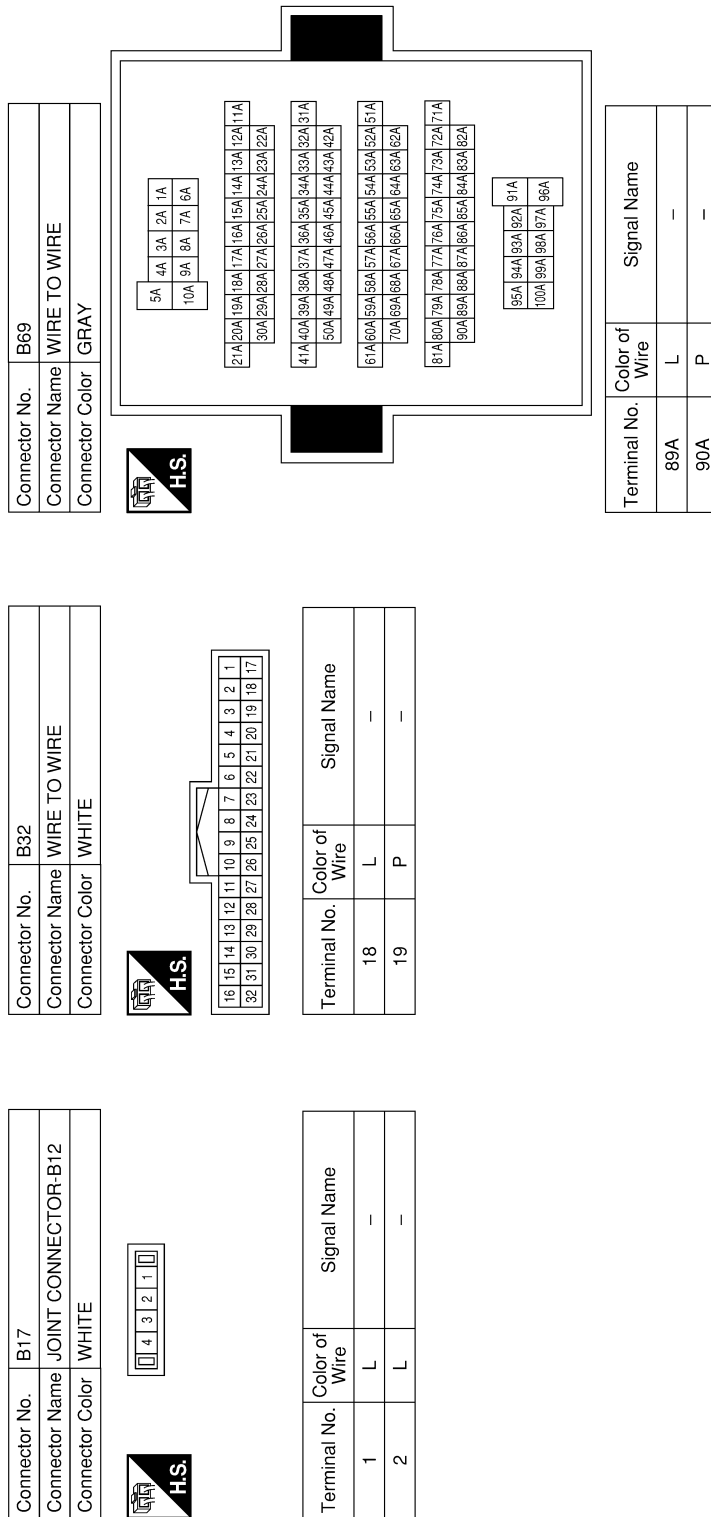 Connector No. B17
Connector Name JOINT CONNECTOR-B12
Connector Color WHITE
H.S.
4 3 2 1
Terminal No. Color of Wire Signal Name
1 L –
2 L –
Connector No. B32
Connector Name WIRE TO WIRE
Connector Color WHITE
H.S.
16 15 14 13 12 11 10 9 8 7 6 5 4 3 2 1
32 31 30 29 28 27 26 25 24 23 22 21 20 19 18 17
Terminal No. Color of Wire Signal Name
18 L –
19 P –
Connector No. B69
Connector Name WIRE TO WIRE
Connector Color GRAY
H.S.
5A 4A 3A 2A 1A
10A 9A 8A 7A 6A
21A 20A 19A 18A 17A 16A 15A 14A 13A 12A 11A
30A 29A 28A 27A 26A 25A 24A 23A 22A
41A 40A 39A 38A 37A 36A 35A 34A 33A 32A 31A
50A 49A 48A 47A 46A 45A 44A 43A 42A
61A 60A 59A 58A 57A 56A 55A 54A 53A 52A 51A
70A 69A 68A 67A 66A 65A 64A 63A 62A
81A 80A 79A 78A 77A 76A 75A 74A 73A 72A 71A
90A 89A 88A 87A 86A 85A 84A 83A 82A
95A 94A 93A 92A 91A
100A 99A 98A 97A 96A
Terminal No. Color of Wire Signal Name
89A L –
90A P –